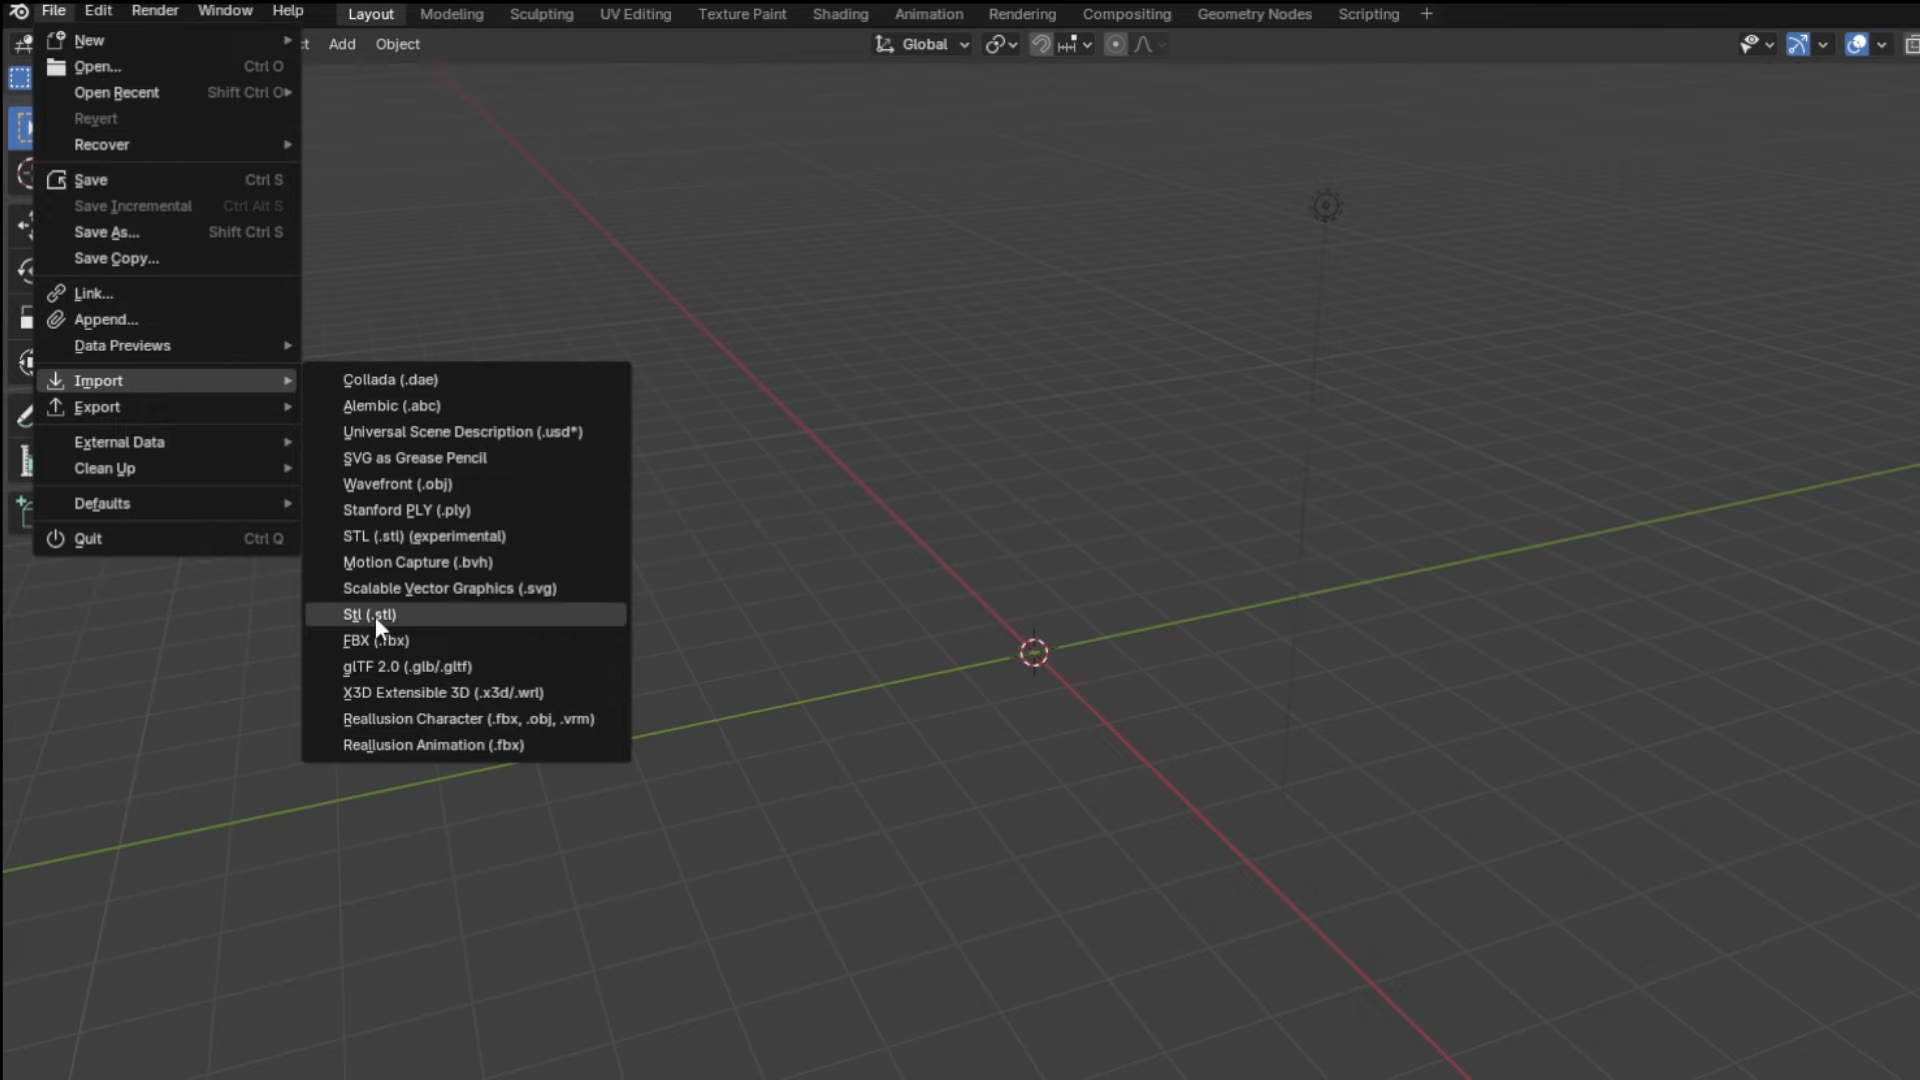 File Edit Render Window Help Layout Modeling Sculpting UV Editing Texture Paint Shading Animation Rendering Compositing Geometry Nodes Scripting +
Add Object Global
New
Open... Ctrl O
Open Recent Shift Ctrl O
Revert
Recover
Save Ctrl S
Save Incremental Ctrl Alt S
Save As... Shift Ctrl S
Save Copy...
Link...
Append...
Data Previews
Import
Export
External Data
Clean Up
Defaults
Quit Ctrl Q
Collada (.dae)
Alembic (.abc)
Universal Scene Description (.usd*)
SVG as Grease Pencil
Wavefront (.obj)
Stanford PLY (.ply)
STL (.stl) (experimental)
Motion Capture (.bvh)
Scalable Vector Graphics (.svg)
Stl (.stl)
FBX (.fbx)
glTF 2.0 (.glb/.gltf)
X3D Extensible 3D (.x3d/.wrl)
Reallusion Character (.fbx, .obj, .vrm)
Reallusion Animation (.fbx)